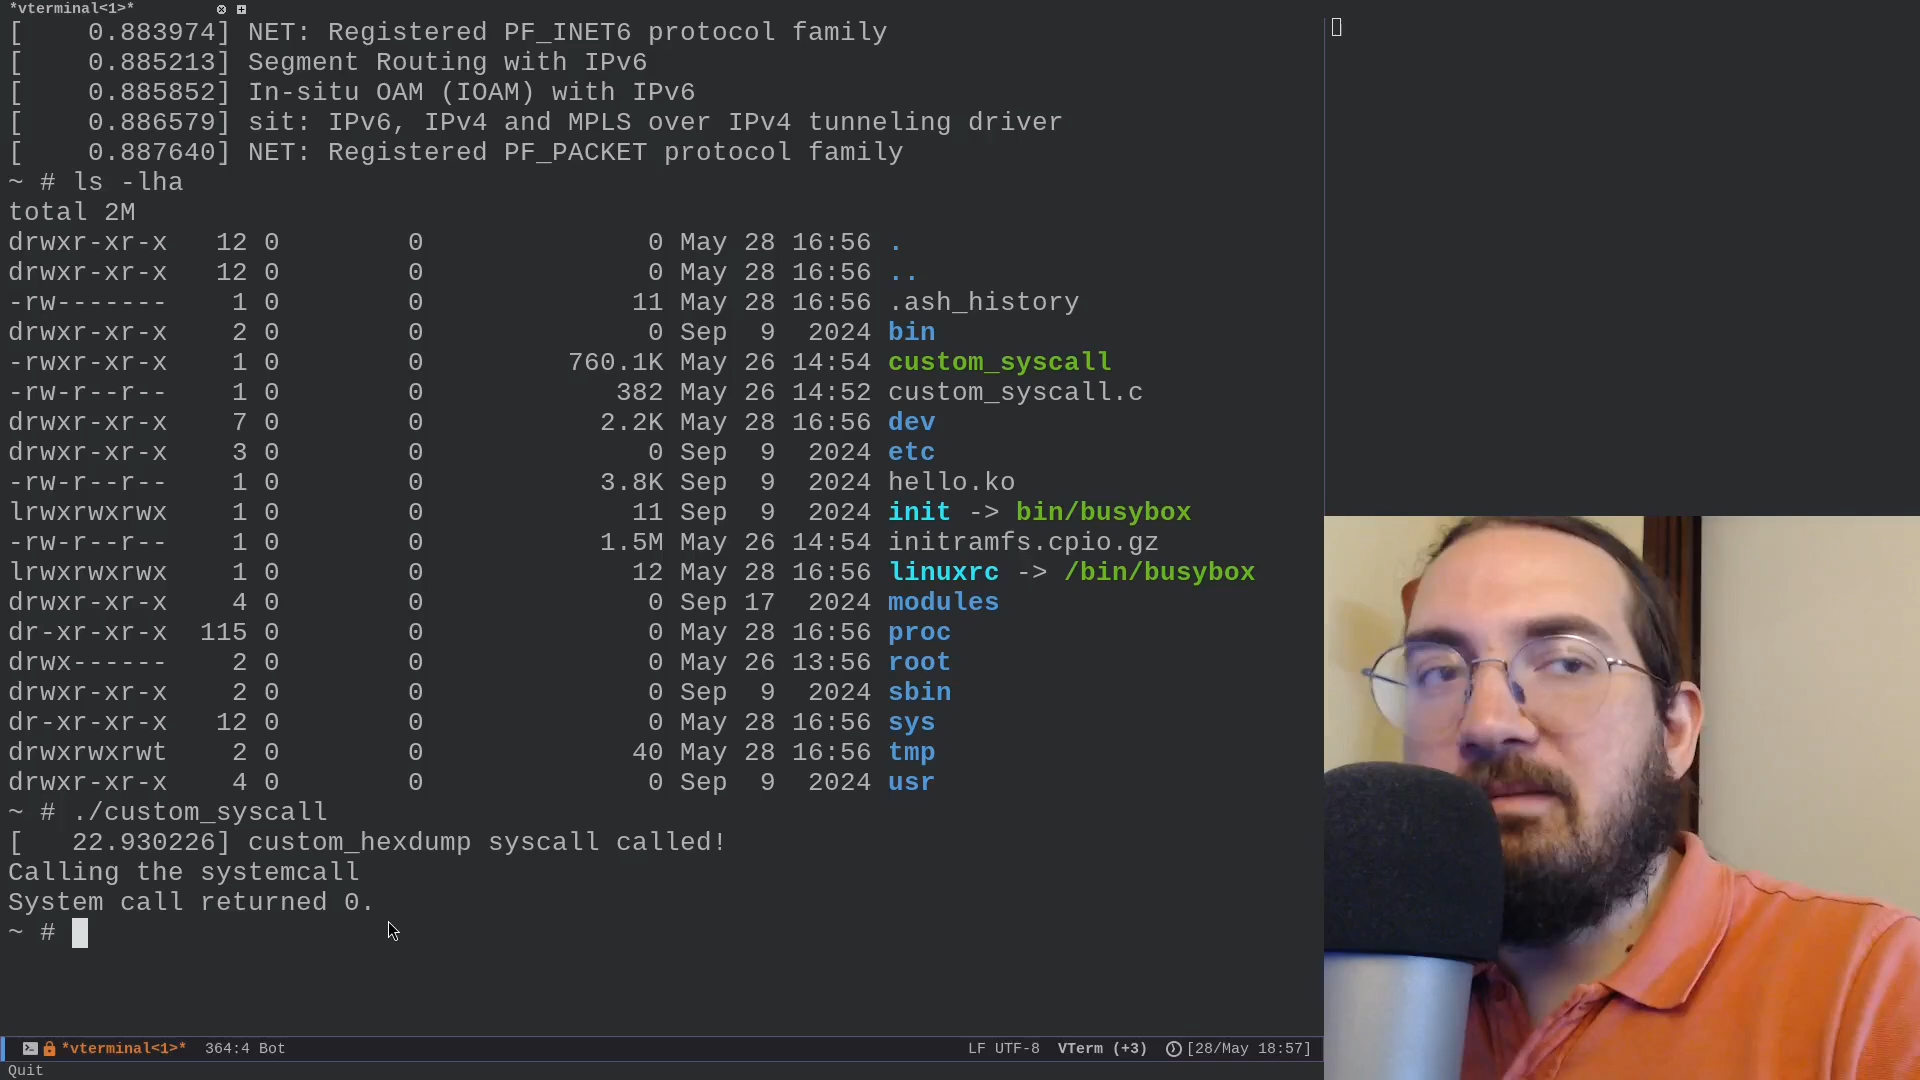 *vterminal<1>*
[    0.883974] NET: Registered PF_INET6 protocol family
[    0.885213] Segment Routing with IPv6
[    0.885852] In-situ OAM (IOAM) with IPv6
[    0.886579] sit: IPv6, IPv4 and MPLS over IPv4 tunneling driver
[    0.887640] NET: Registered PF_PACKET protocol family
~ # ls -lha
total 2M
drwxr-xr-x   12 0        0              0 May 28 16:56 .
drwxr-xr-x   12 0        0              0 May 28 16:56 ..
-rw-------    1 0        0             11 May 28 16:56 .ash_history
drwxr-xr-x    2 0        0              0 Sep  9  2024 bin
-rwxr-xr-x    1 0        0         760.1K May 26 14:54 custom_syscall
-rw-r--r--    1 0        0            382 May 26 14:52 custom_syscall.c
drwxr-xr-x    7 0        0           2.2K May 28 16:56 dev
drwxr-xr-x    3 0        0              0 Sep  9  2024 etc
-rw-r--r--    1 0        0           3.8K Sep  9  2024 hello.ko
lrwxrwxrwx    1 0        0             11 Sep  9  2024 init -> bin/busybox
-rw-r--r--    1 0        0           1.5M May 26 14:54 initramfs.cpio.gz
lrwxrwxrwx    1 0        0             12 May 28 16:56 linuxrc -> /bin/busybox
drwxr-xr-x    4 0        0              0 Sep 17  2024 modules
dr-xr-xr-x  115 0        0              0 May 28 16:56 proc
drwx------    2 0        0              0 May 26 13:56 root
drwxr-xr-x    2 0        0              0 Sep  9  2024 sbin
dr-xr-xr-x   12 0        0              0 May 28 16:56 sys
drwxrwxrwt    2 0        0             40 May 28 16:56 tmp
drwxr-xr-x    4 0        0              0 Sep  9  2024 usr
~ # ./custom_syscall
[   22.930226] custom_hexdump syscall called!
Calling the systemcall
System call returned 0.
~ #
*vterminal<1>*  364:4 Bot  LF UTF-8  VTerm (+3)  [28/May 18:57]
Quit